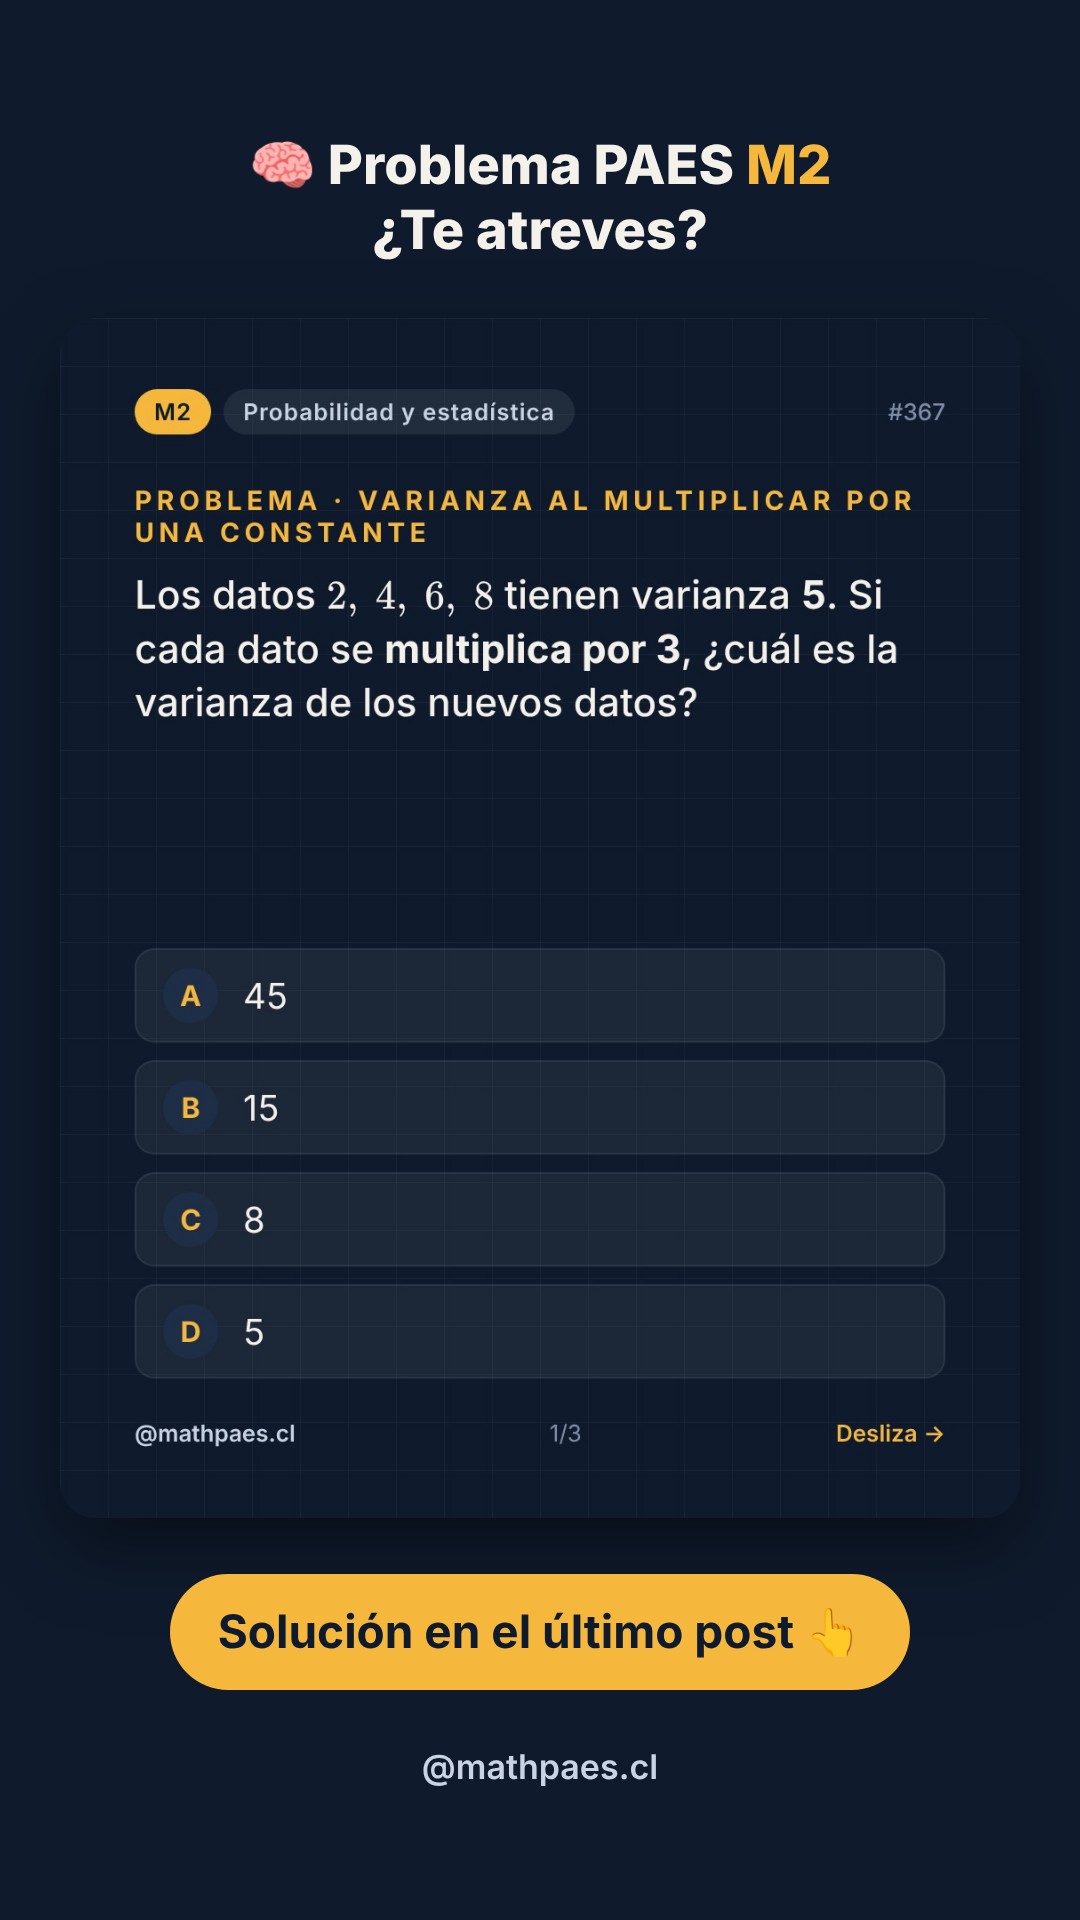 🧠 Problema PAES M2
¿Te atreves?
M2 Probabilidad y estadística #367
PROBLEMA · VARIANZA AL MULTIPLICAR POR
UNA CONSTANTE
Los datos 2, 4, 6, 8 tienen varianza 5. Si
cada dato se multiplica por 3, ¿cuál es la
varianza de los nuevos datos?
A 45
B 15
C 8
D 5
@mathpaes.cl 1/3 Desliza →
Solución en el último post 👆
@mathpaes.cl